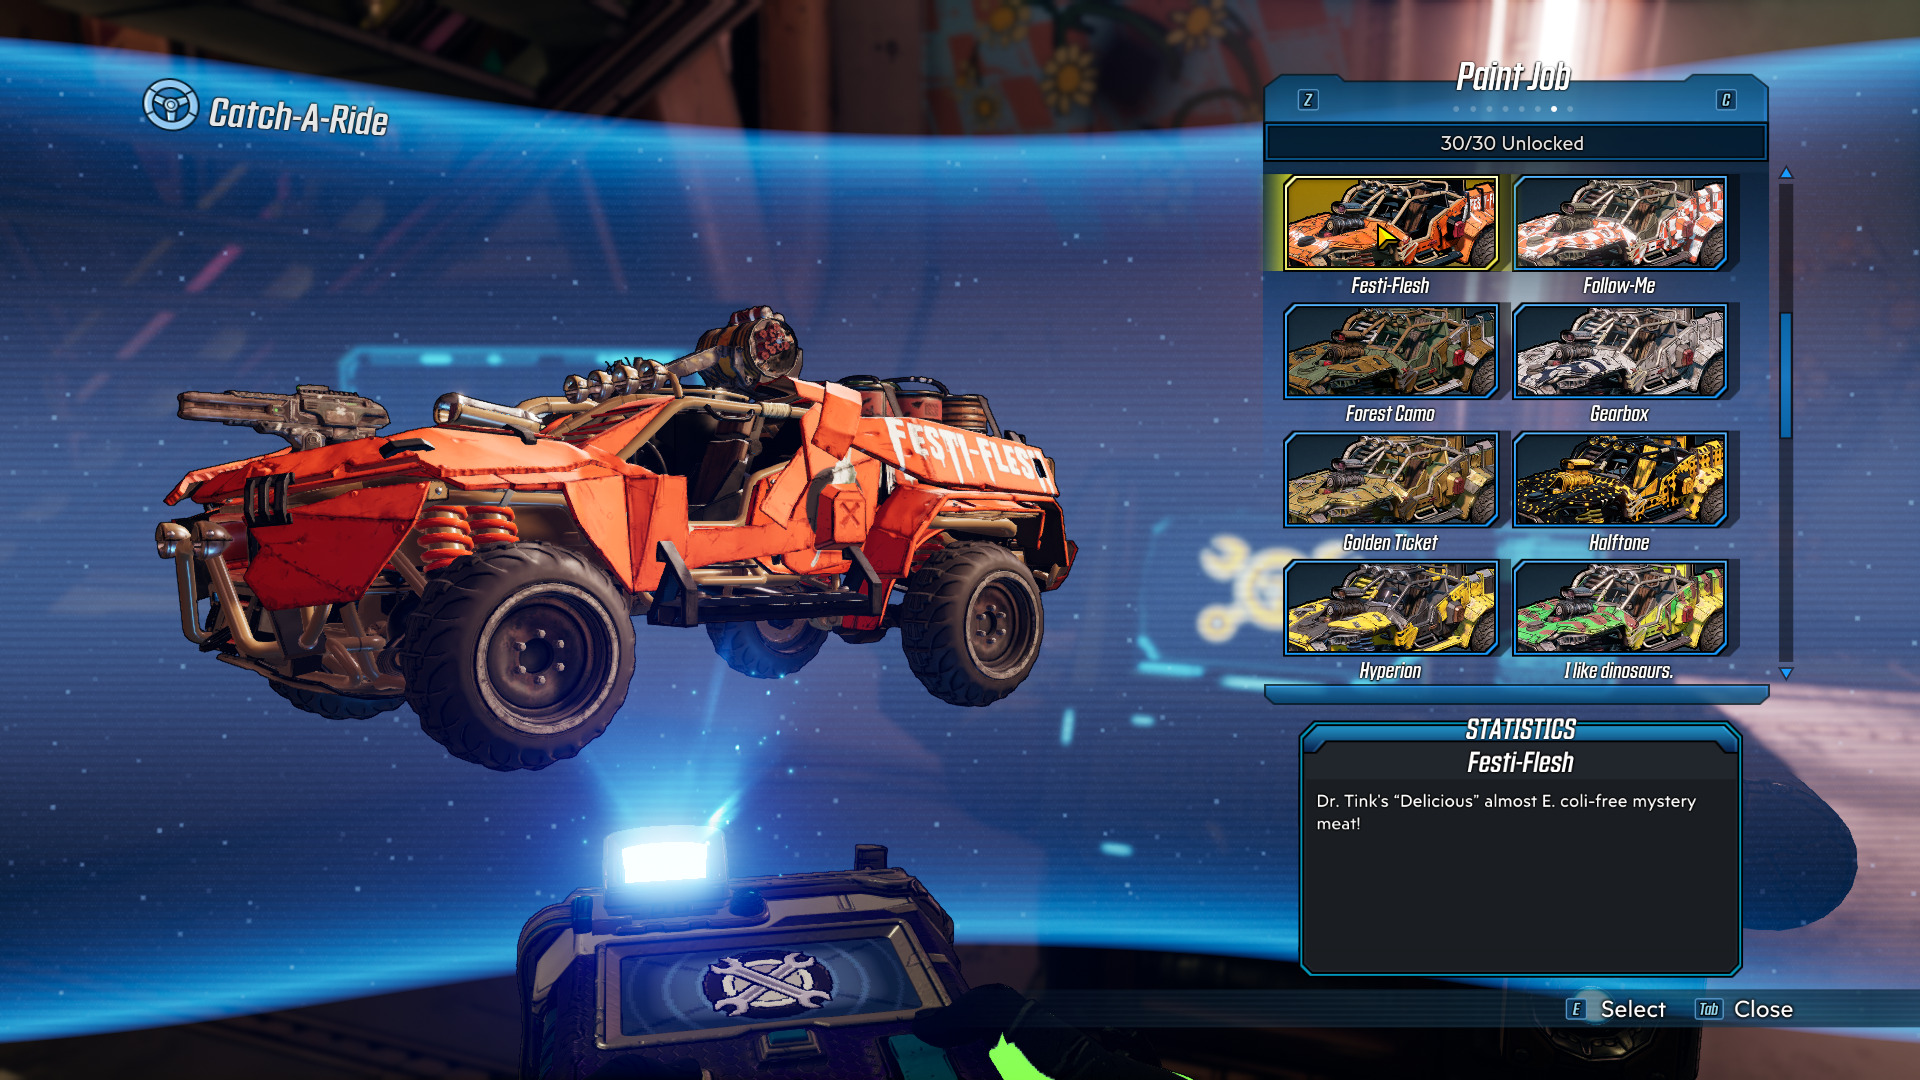 Catch-A-Ride
Paint Job
Z
C
30/30 Unlocked
Festi-Flesh
Follow-Me
Forest Camo
Gearbox
Golden Ticket
Halftone
Hyperion
I like dinosaurs.
FESTI-FLESH
STATISTICS
Festi-Flesh
Dr. Tink's “Delicious” almost E. coli-free mystery
meat!
E Select
Tab Close